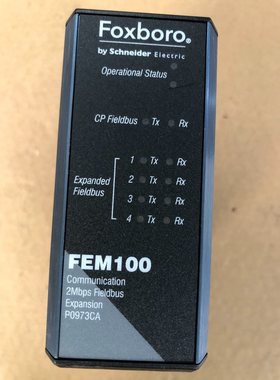 Foxboro®
by Schneider Electric
Operational Status
CP Fieldbus Tx Rx
1 Tx Rx
Expanded Fieldbus
2 Tx Rx
3 Tx Rx
4 Tx Rx
FEM100
Communication
2Mbps Fieldbus
Expansion
P0973CA